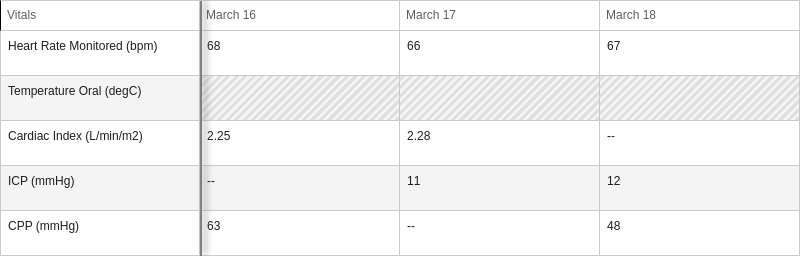 Vitals March 16 March 17 March 18
Heart Rate Monitored (bpm) 68 66 67
Temperature Oral (degC)
Cardiac Index (L/min/m2) 2.25 2.28 --
ICP (mmHg) -- 11 12
CPP (mmHg) 63 -- 48